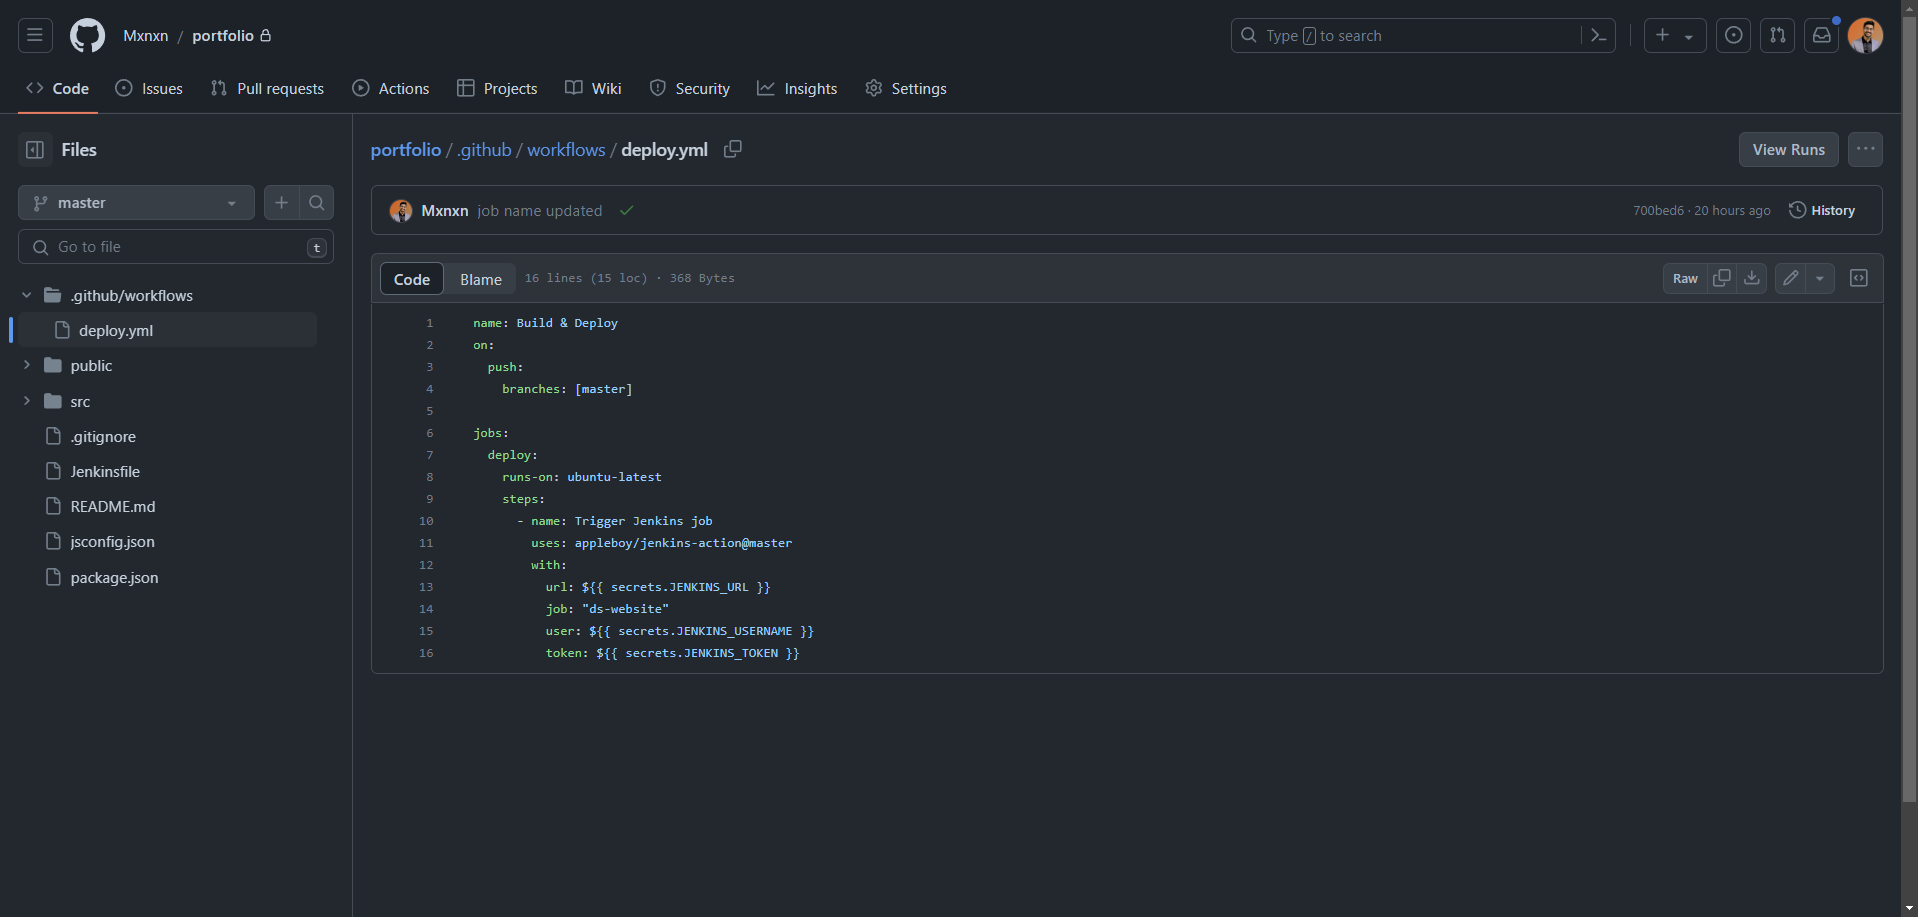 Mxnxn / portfolio
Type / to search
Code
Issues
Pull requests
Actions
Projects
Wiki
Security
Insights
Settings
Files
master
Go to file
t
.github/workflows
deploy.yml
public
src
.gitignore
Jenkinsfile
README.md
jsconfig.json
package.json
portfolio / .github / workflows / deploy.yml
View Runs
Mxnxn job name updated
700bed6 · 20 hours ago
History
Code
Blame
16 lines (15 loc) · 368 Bytes
Raw
1 name: Build & Deploy
2 on:
3   push:
4     branches: [master]
5
6 jobs:
7   deploy:
8     runs-on: ubuntu-latest
9     steps:
10       - name: Trigger Jenkins job
11         uses: appleboy/jenkins-action@master
12         with:
13           url: ${{ secrets.JENKINS_URL }}
14           job: "ds-website"
15           user: ${{ secrets.JENKINS_USERNAME }}
16           token: ${{ secrets.JENKINS_TOKEN }}